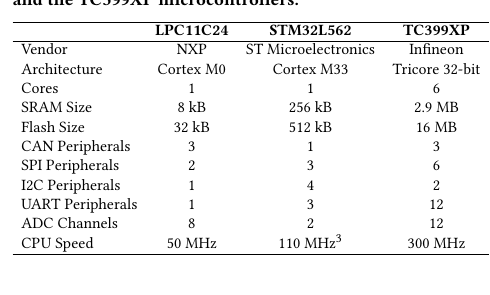 and the TC399XP microcontrollers.
LPC11C24 STM32L562 TC399XP
Vendor NXP ST Microelectronics Infineon
Architecture Cortex M0 Cortex M33 Tricore 32-bit
Cores 1 1 6
SRAM Size 8 kB 256 kB 2.9 MB
Flash Size 32 kB 512 kB 16 MB
CAN Peripherals 3 1 3
SPI Peripherals 2 3 6
I2C Peripherals 1 4 2
UART Peripherals 1 3 12
ADC Channels 8 2 12
CPU Speed 50 MHz 110 MHz³ 300 MHz